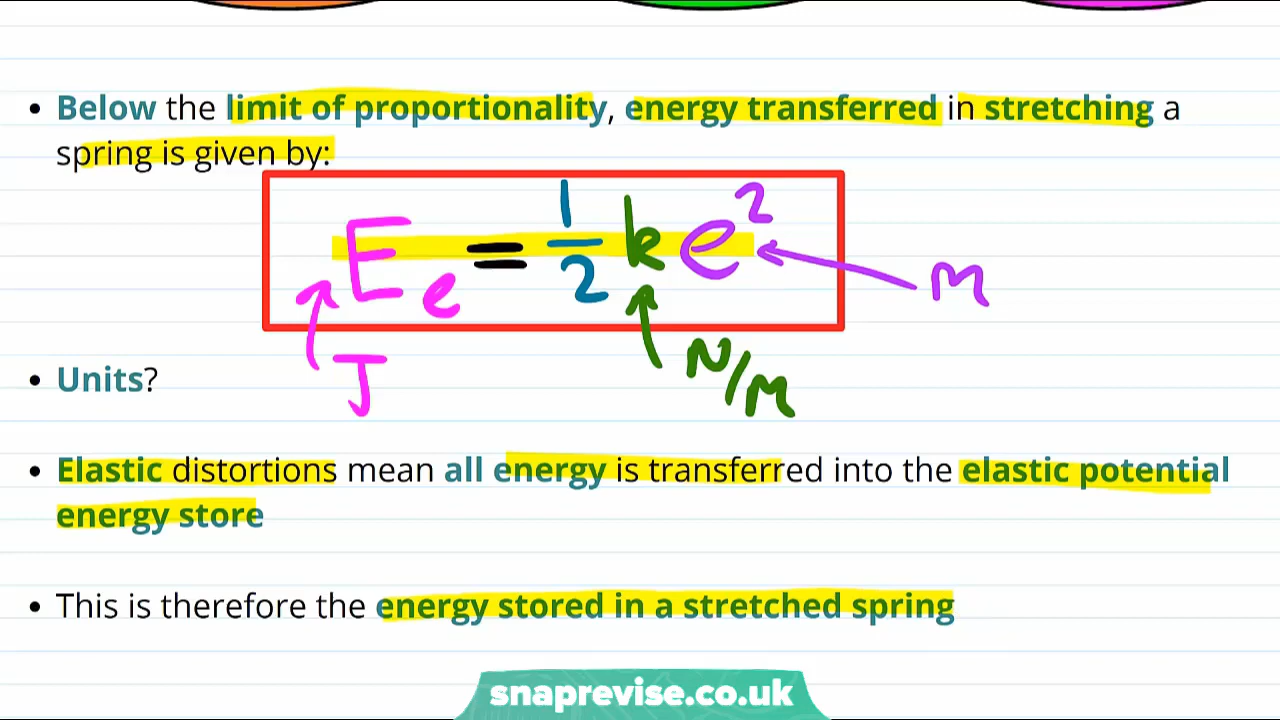 • Below the limit of proportionality, energy transferred in stretching a
spring is given by:
Eₑ = 1/2 k e²
M
J
N/M
• Units?
• Elastic distortions mean all energy is transferred into the elastic potential
energy store
• This is therefore the energy stored in a stretched spring
snaprevise.co.uk